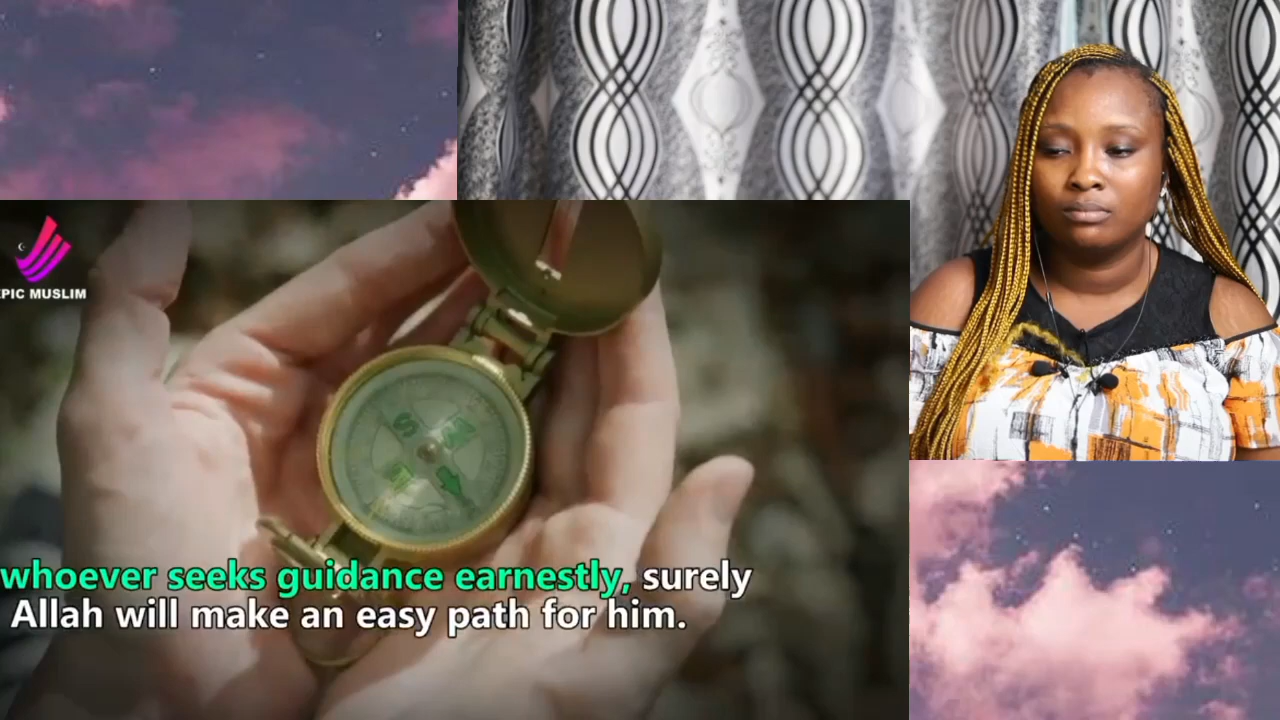 PIC MUSLIM
whoever seeks guidance earnestly, surely
Allah will make an easy path for him.